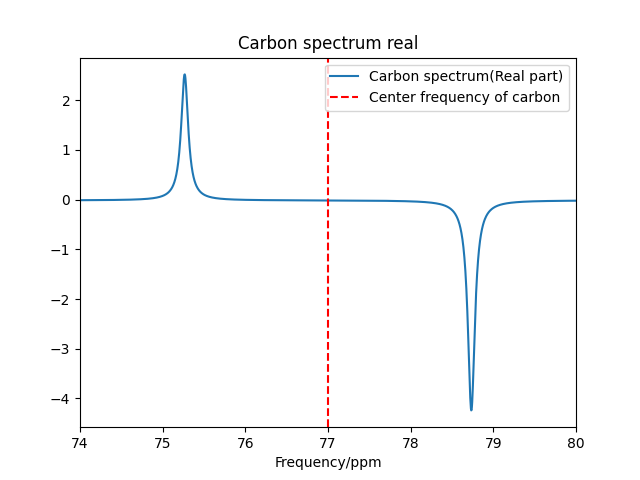 Carbon spectrum real
Carbon spectrum(Real part)
Center frequency of carbon
2
1
0
−1
−2
−3
−4
74 75 76 77 78 79 80
Frequency/ppm